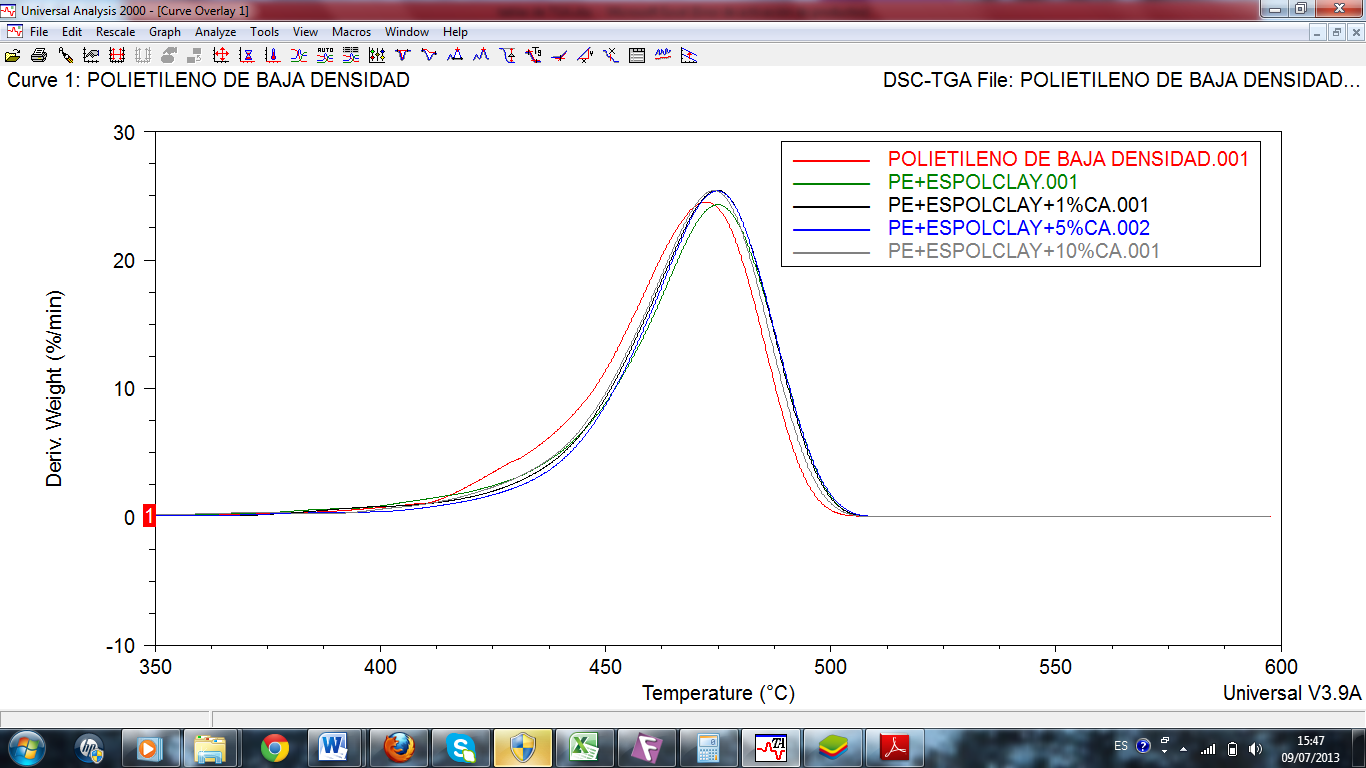 Universal Analysis 2000 - [Curve Overlay 1]
File Edit Rescale Graph Analyze Tools View Macros Window Help
Curve 1: POLIETILENO DE BAJA DENSIDAD
DSC-TGA File: POLIETILENO DE BAJA DENSIDAD...
30
20
10
0
-10
Deriv. Weight (%/min)
1
POLIETILENO DE BAJA DENSIDAD.001
PE+ESPOLCLAY.001
PE+ESPOLCLAY+1%CA.001
PE+ESPOLCLAY+5%CA.002
PE+ESPOLCLAY+10%CA.001
350 400 450 500 550 600
Temperature (°C)
Universal V3.9A
ES
15:47
09/07/2013